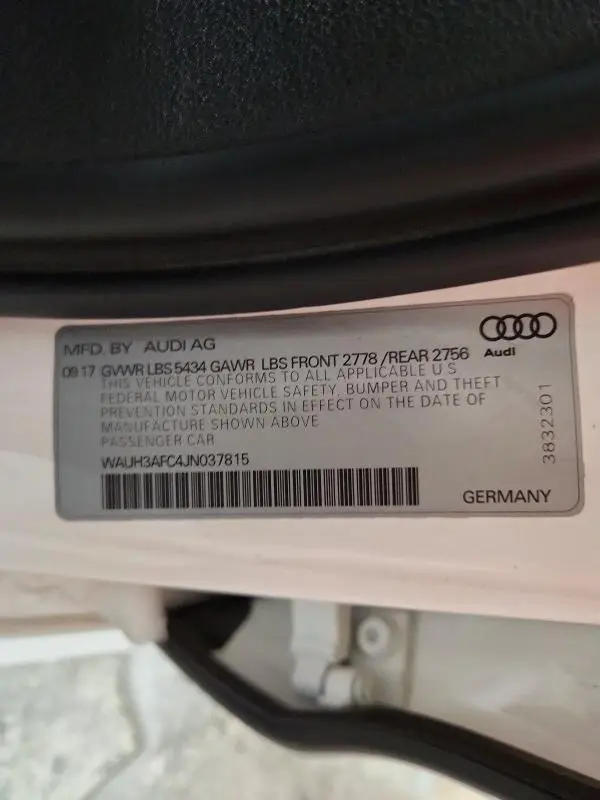 MFD. BY AUDI AG
Audi
09 17 GVWR LBS 5434 GAWR LBS FRONT 2778 /REAR 2756
THIS VEHICLE CONFORMS TO ALL APPLICABLE U S
FEDERAL MOTOR VEHICLE SAFETY, BUMPER AND THEFT
PREVENTION STANDARDS IN EFFECT ON THE DATE OF
MANUFACTURE SHOWN ABOVE
PASSENGER CAR
WAUH3AFC4JN037815
GERMANY
3832301